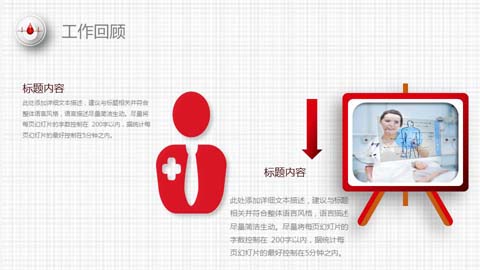 工作回顾
标题内容
此处添加详细文本描述，建议与标题相关并符合
整体语言风格，语言描述尽量简洁生动。尽量将
每页幻灯片的字数控制在 200字以内，据统计每
页幻灯片的最好控制在5分钟之内。
标题内容
此处添加详细文本描述，建议与标题
相关并符合整体语言风格，语言描述
尽量简洁生动。尽量将每页幻灯片的
字数控制在 200字以内，据统计每页
幻灯片的最好控制在5分钟之内。